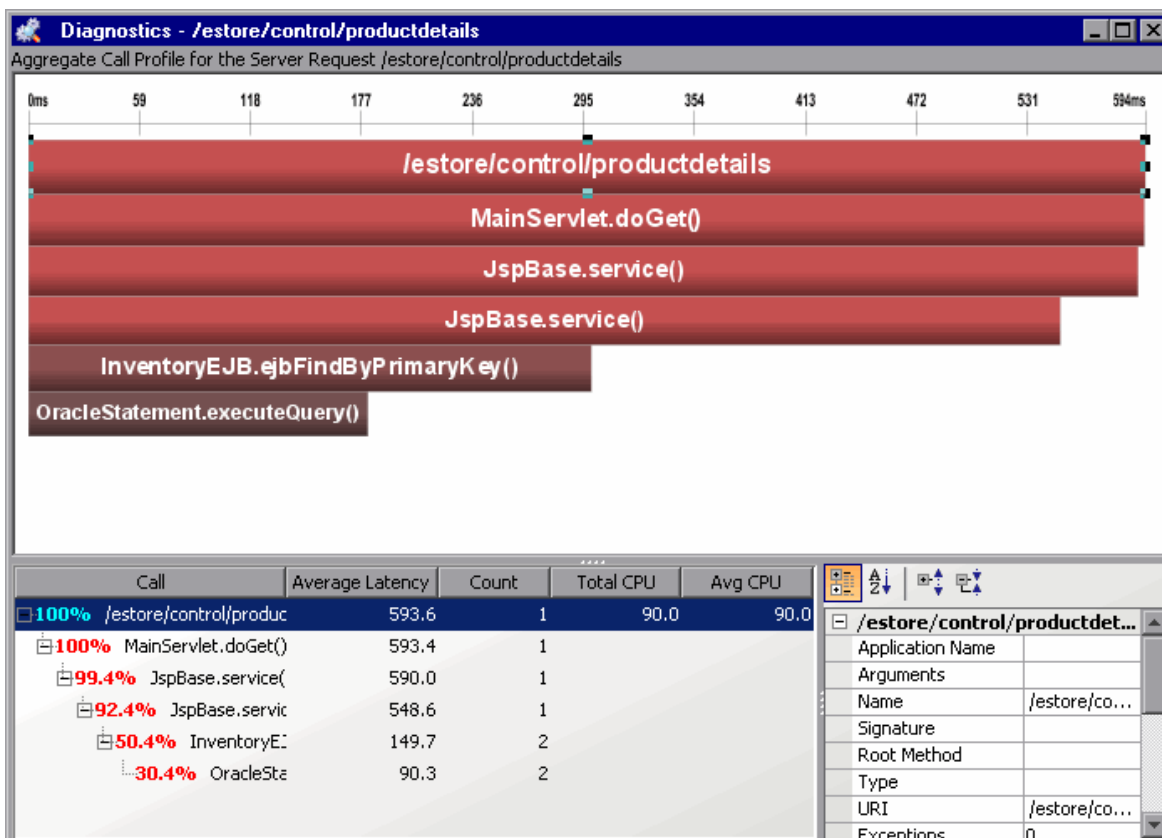 Diagnostics - /estore/control/productdetails
Aggregate Call Profile for the Server Request /estore/control/productdetails
0ms 59 118 177 236 295 354 413 472 531 594ms
/estore/control/productdetails
MainServlet.doGet()
JspBase.service()
JspBase.service()
InventoryEJB.ejbFindByPrimaryKey()
OracleStatement.executeQuery()
Call Average Latency Count Total CPU Avg CPU
100% /estore/control/produc 593.6 1 90.0 90.0
100% MainServlet.doGet() 593.4 1
99.4% JspBase.service( 590.0 1
92.4% JspBase.servic 548.6 1
50.4% InventoryEJ 149.7 2
30.4% OracleSta 90.3 2
/estore/control/productdet...
Application Name
Arguments
Name /estore/co...
Signature
Root Method
Type
URI /estore/co...
Exceptions 0